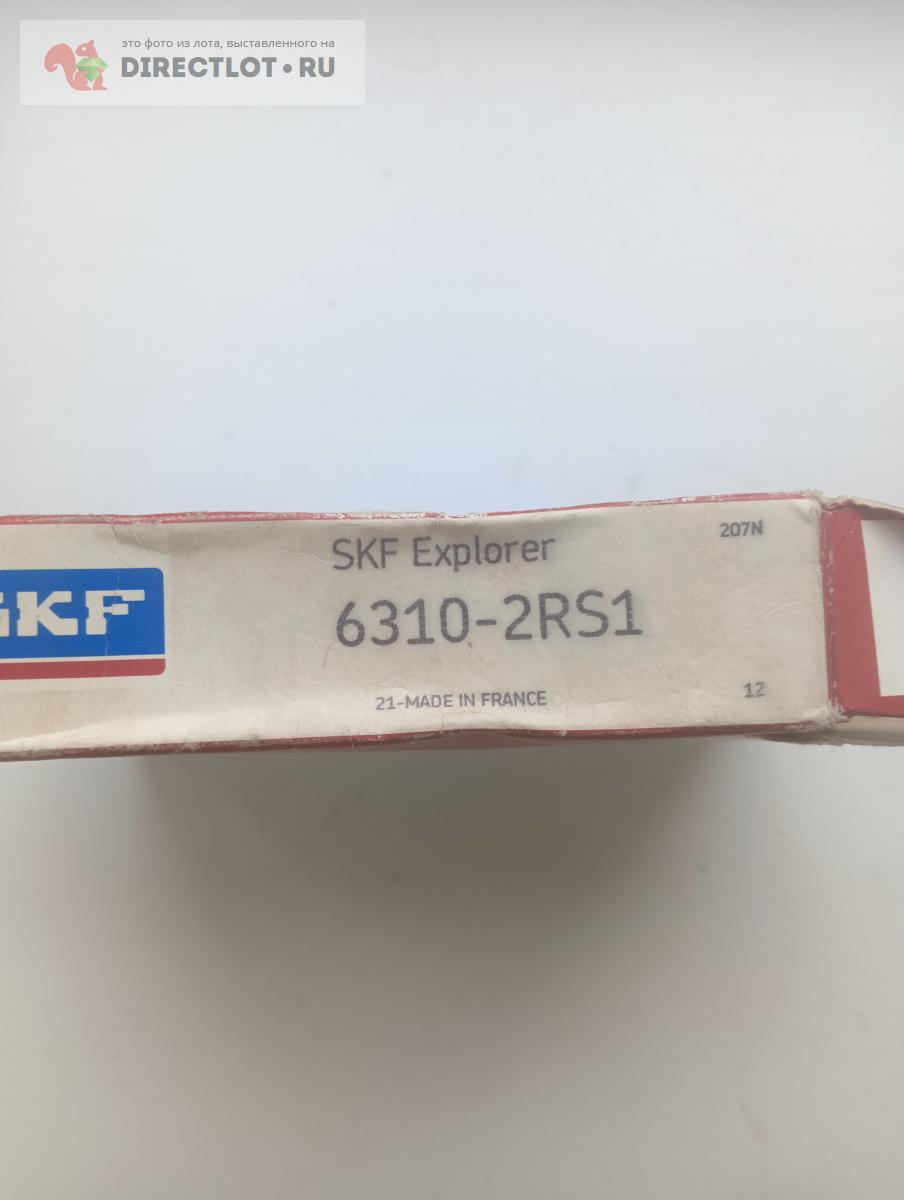 это фото из лота, выставленного на
DIRECTLOT•RU
207N
SKF Explorer
SKF
6310-2RS1
12
21-MADE IN FRANCE